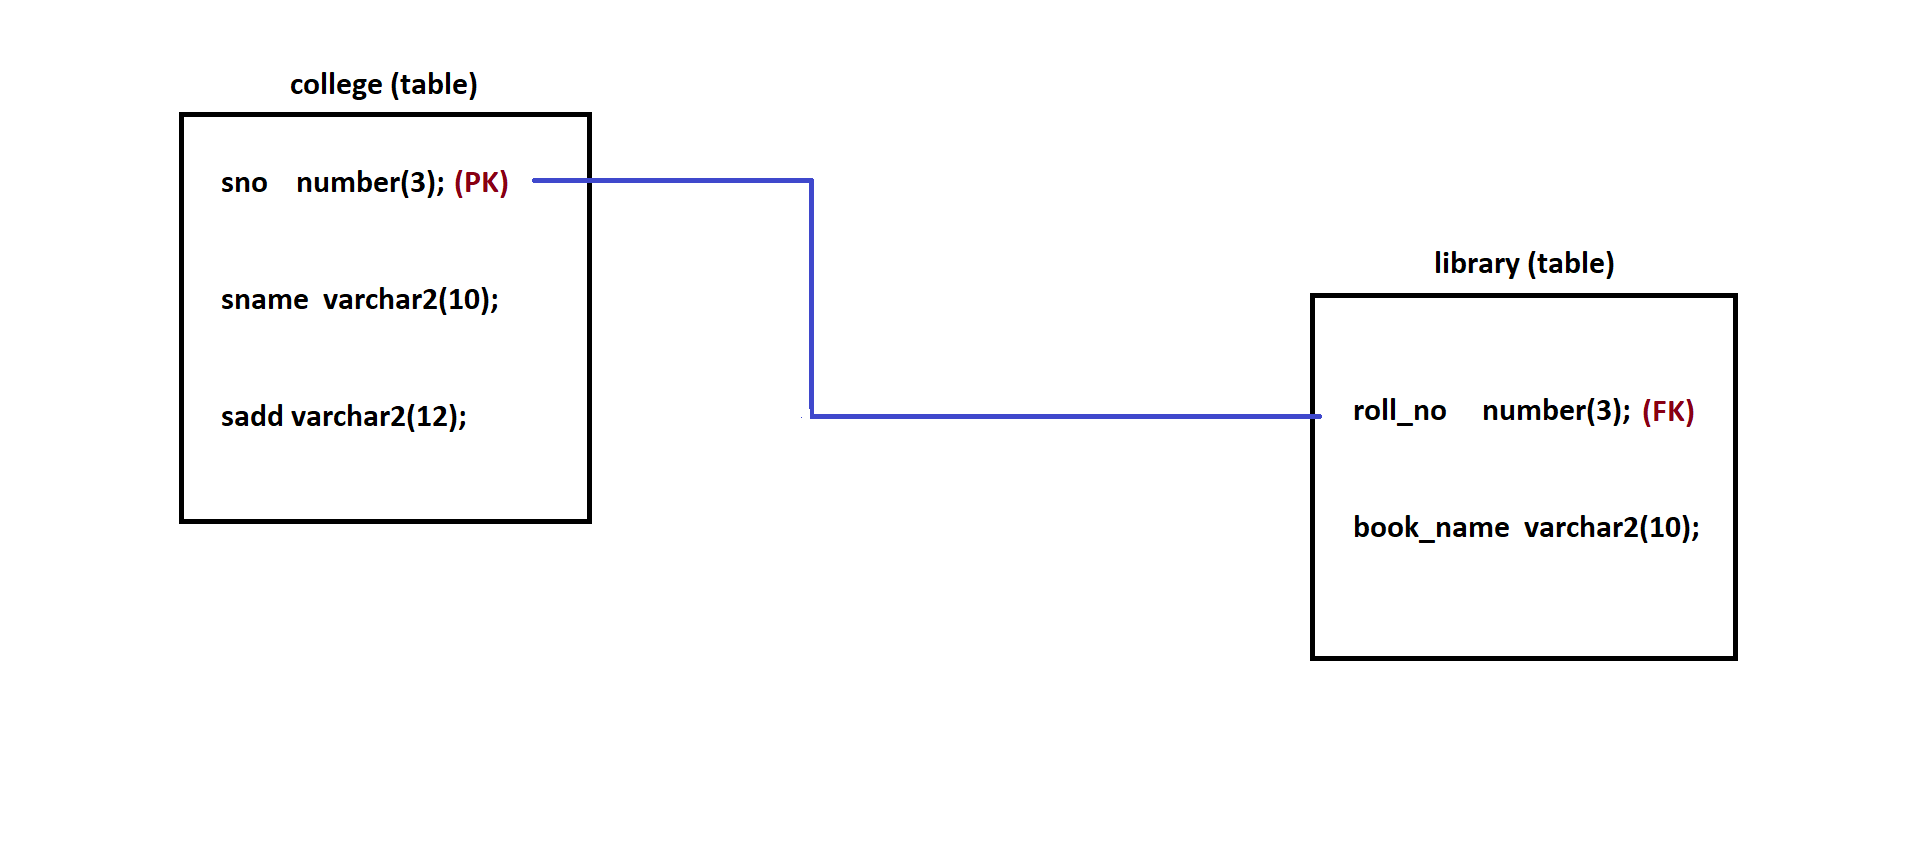 college (table)
sno number(3); (PK)
sname varchar2(10);
sadd varchar2(12);
library (table)
roll_no number(3); (FK)
book_name varchar2(10);